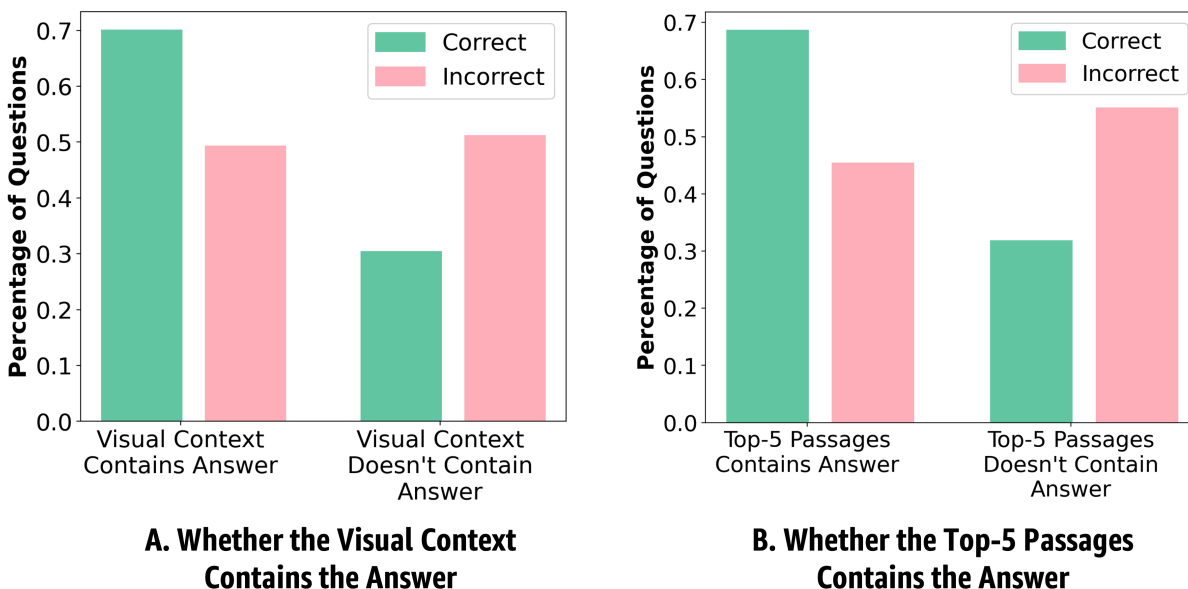 Percentage of Questions
0.7
0.6
0.5
0.4
0.3
0.2
0.1
0.0
Correct
Incorrect
Visual Context
Contains Answer
Visual Context
Doesn't Contain
Answer
A. Whether the Visual Context
Contains the Answer
Percentage of Questions
0.7
0.6
0.5
0.4
0.3
0.2
0.1
0.0
Correct
Incorrect
Top-5 Passages
Contains Answer
Top-5 Passages
Doesn't Contain
Answer
B. Whether the Top-5 Passages
Contains the Answer